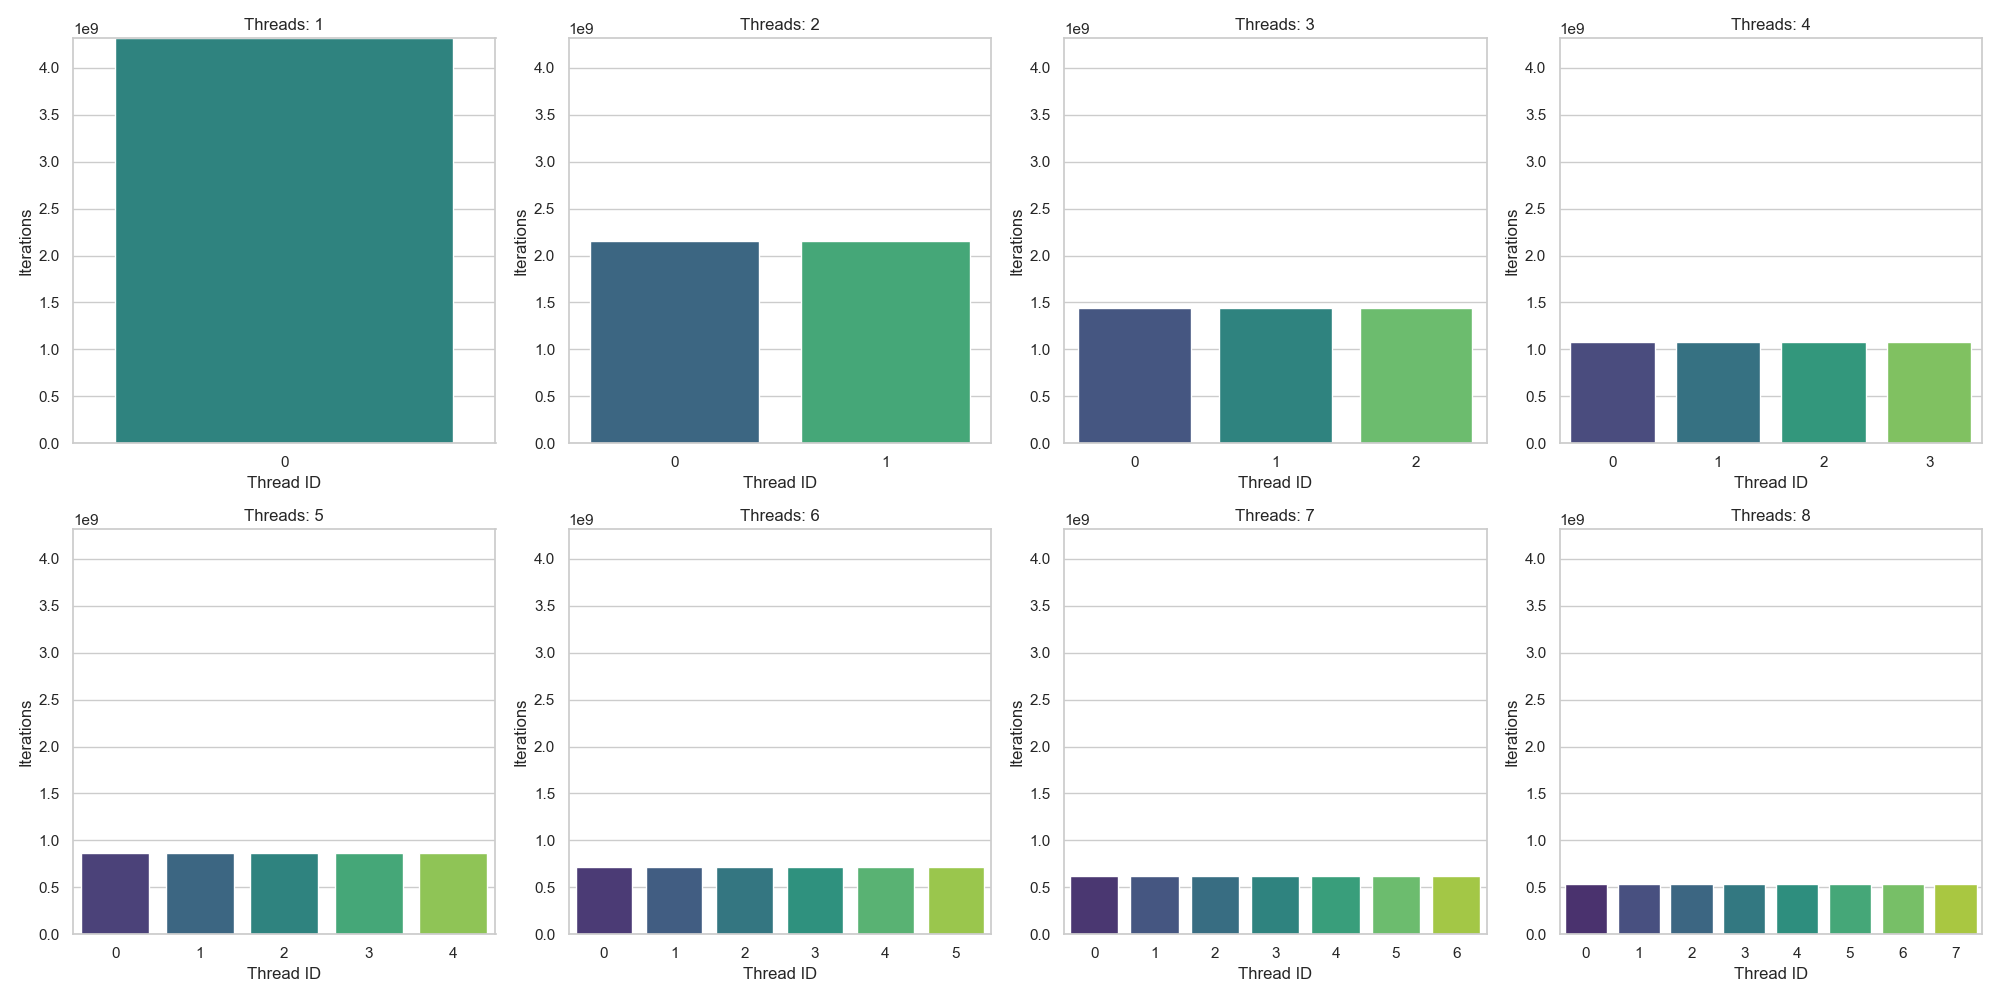 Threads: 1
1e9
4.0
3.5
3.0
2.5
2.0
1.5
1.0
0.5
0.0
Iterations
0
Thread ID
Threads: 2
1e9
4.0
3.5
3.0
2.5
2.0
1.5
1.0
0.5
0.0
Iterations
0 1
Thread ID
Threads: 3
1e9
4.0
3.5
3.0
2.5
2.0
1.5
1.0
0.5
0.0
Iterations
0 1 2
Thread ID
Threads: 4
1e9
4.0
3.5
3.0
2.5
2.0
1.5
1.0
0.5
0.0
Iterations
0 1 2 3
Thread ID
Threads: 5
1e9
4.0
3.5
3.0
2.5
2.0
1.5
1.0
0.5
0.0
Iterations
0 1 2 3 4
Thread ID
Threads: 6
1e9
4.0
3.5
3.0
2.5
2.0
1.5
1.0
0.5
0.0
Iterations
0 1 2 3 4 5
Thread ID
Threads: 7
1e9
4.0
3.5
3.0
2.5
2.0
1.5
1.0
0.5
0.0
Iterations
0 1 2 3 4 5 6
Thread ID
Threads: 8
1e9
4.0
3.5
3.0
2.5
2.0
1.5
1.0
0.5
0.0
Iterations
0 1 2 3 4 5 6 7
Thread ID